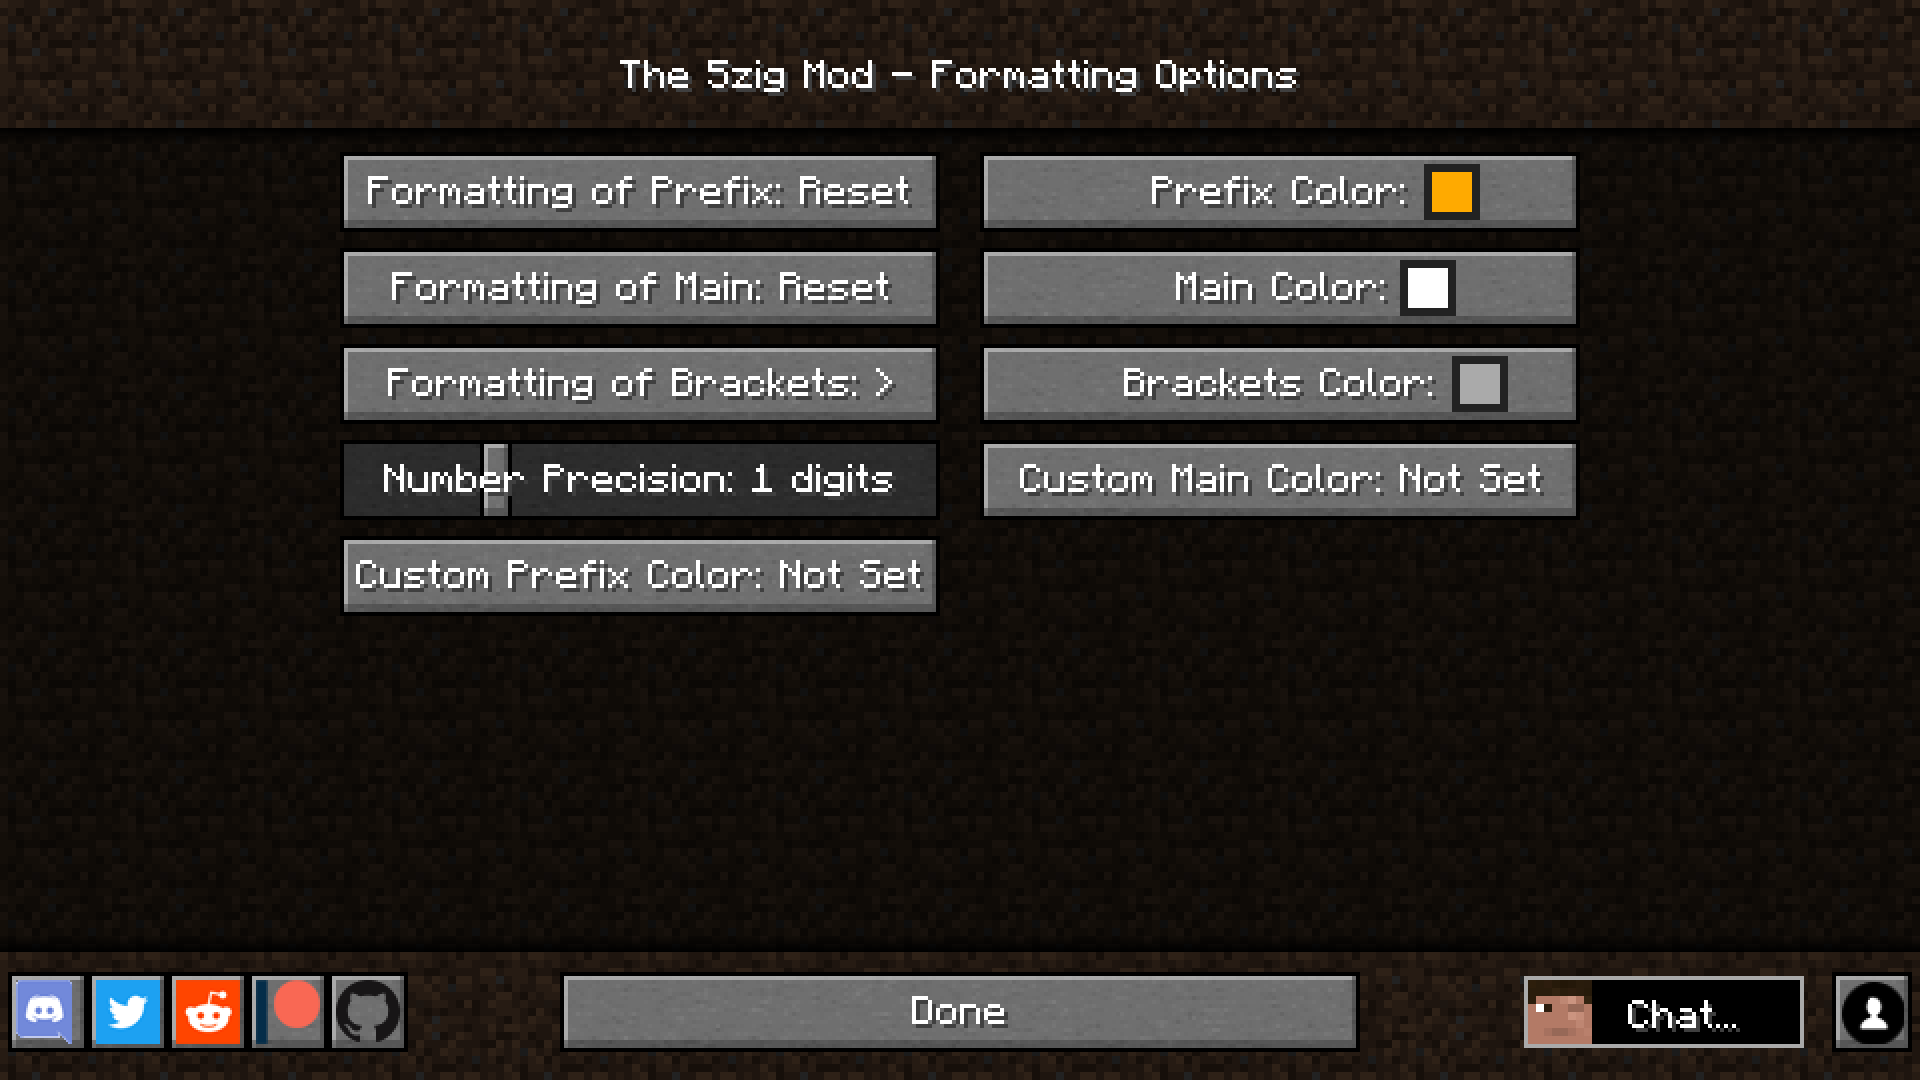 The 5zig Mod - Formatting Options
Formatting of Prefix: Reset
Prefix Color:
Formatting of Main: Reset
Main Color:
Formatting of Brackets: >
Brackets Color:
Number Precision: 1 digits
Custom Main Color: Not Set
Custom Prefix Color: Not Set
Done
Chat...